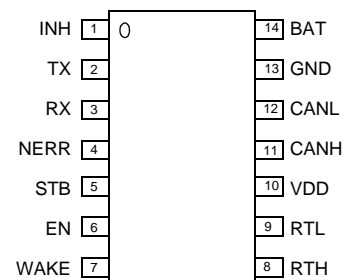 INH 1 14 BAT
TX 2 13 GND
RX 3 12 CANL
NERR 4 11 CANH
STB 5 10 VDD
EN 6 9 RTL
WAKE 7 8 RTH